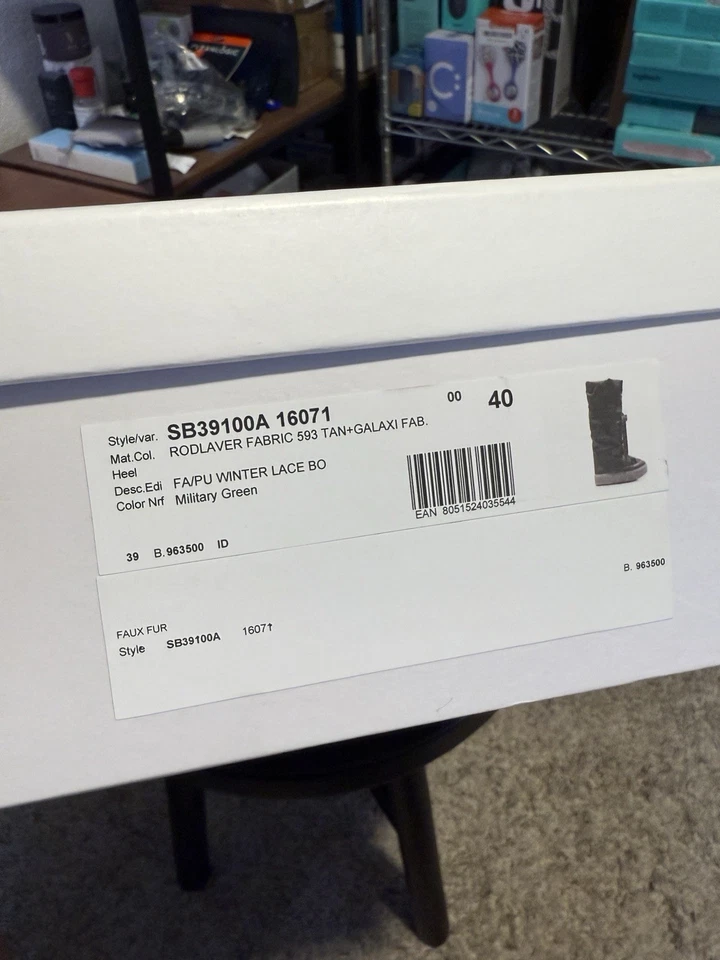 Style/var. SB39100A 16071 00 40
Mat.Col. RODLAVER FABRIC 593 TAN+GALAXI FAB.
Heel
Desc.Edi FA/PU WINTER LACE BO
Color Nrf Military Green
EAN 8051524035544
39 B.963500 ID
B. 963500
FAUX FUR
Style SB39100A 16071